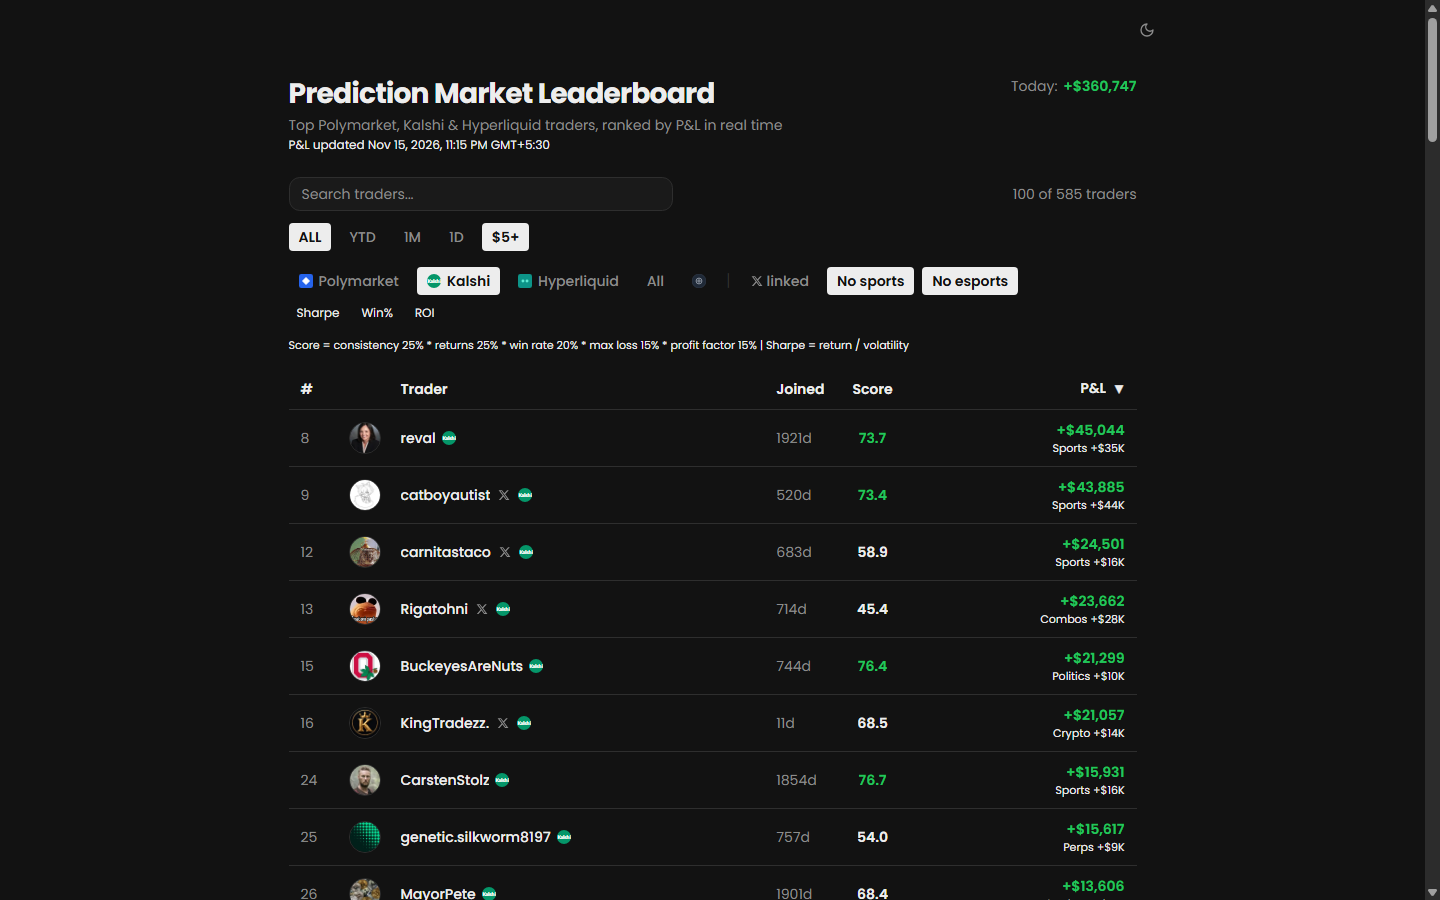 Prediction Market Leaderboard
Today: +$360,747
Top Polymarket, Kalshi & Hyperliquid traders, ranked by P&L in real time
P&L updated Nov 15, 2026, 11:15 PM GMT+5:30
Search traders...
100 of 585 traders
ALL YTD 1M 1D $5+
Polymarket Kalshi Hyperliquid All X linked No sports No esports
Sharpe Win% ROI
Score = consistency 25% * returns 25% * win rate 20% * max loss 15% * profit factor 15% | Sharpe = return / volatility
# Trader Joined Score P&L ▼
8 reval 1921d 73.7 +$45,044
Sports +$35K
9 catboyautist X 520d 73.4 +$43,885
Sports +$44K
12 carnitastaco X 683d 58.9 +$24,501
Sports +$16K
13 Rigatohni X 714d 45.4 +$23,662
Combos +$28K
15 BuckeyesAreNuts 744d 76.4 +$21,299
Politics +$10K
16 KingTradezz. X 11d 68.5 +$21,057
Crypto +$14K
24 CarstenStolz 1854d 76.7 +$15,931
Sports +$16K
25 genetic.silkworm8197 757d 54.0 +$15,617
Perps +$9K
26 MayorPete 1901d 68.4 +$13,606